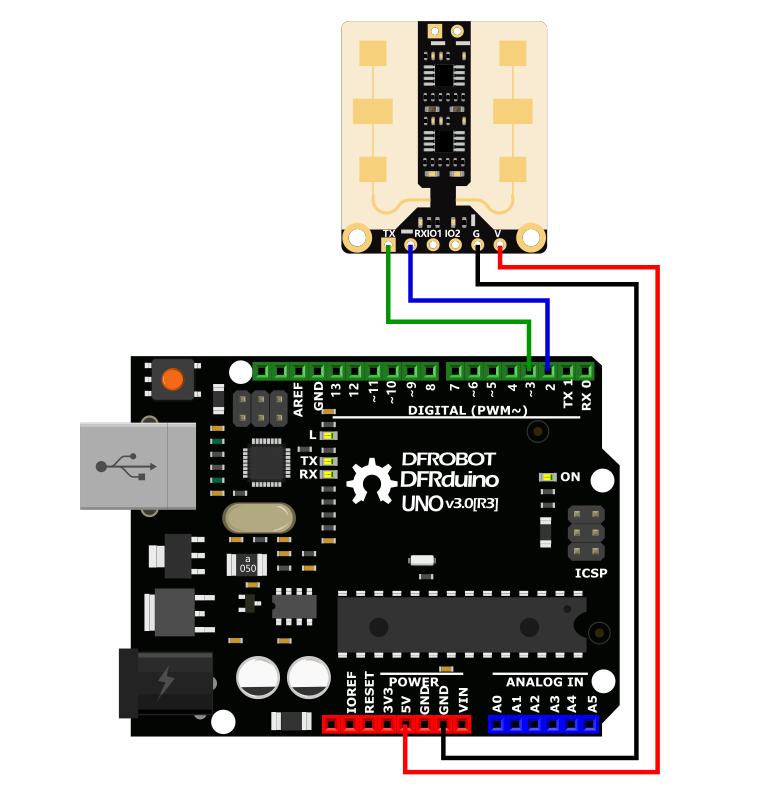 TX RX IO1 IO2 G V
AREF GND 13 12 ~11 ~10 ~9 8 7 ~6 ~5 4 ~3 2 TX 1 RX 0
DIGITAL (PWM~)
L
TX
RX
DFROBOT
DFRduino
UNO v3.0[R3]
ON
a
050
ICSP
POWER
ANALOG IN
IOREF RESET 3V3 5V GND GND VIN A0 A1 A2 A3 A4 A5